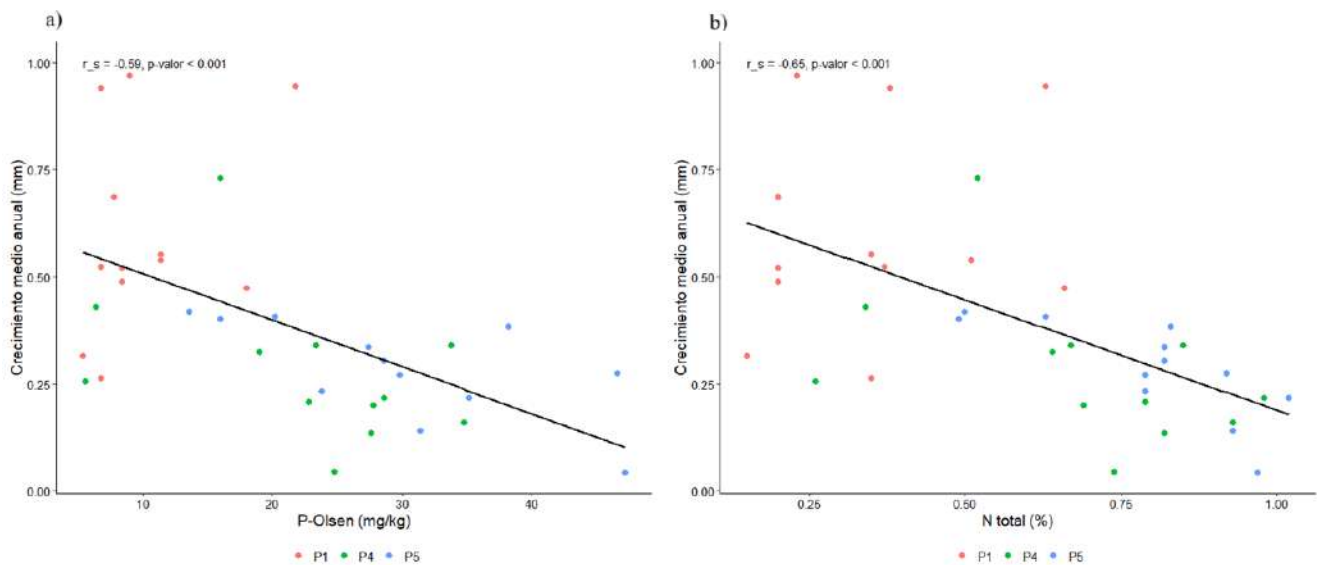 a)
r_s = -0.59, p-valor < 0.001
Crecimiento medio anual (mm)
1.00
0.75
0.50
0.25
0.00
10 20 30 40
P-Olsen (mg/kg)
P1 P4 P5
b)
r_s = -0.65, p-valor < 0.001
Crecimiento medio anual (mm)
1.00
0.75
0.50
0.25
0.00
0.25 0.50 0.75 1.00
N total (%)
P1 P4 P5